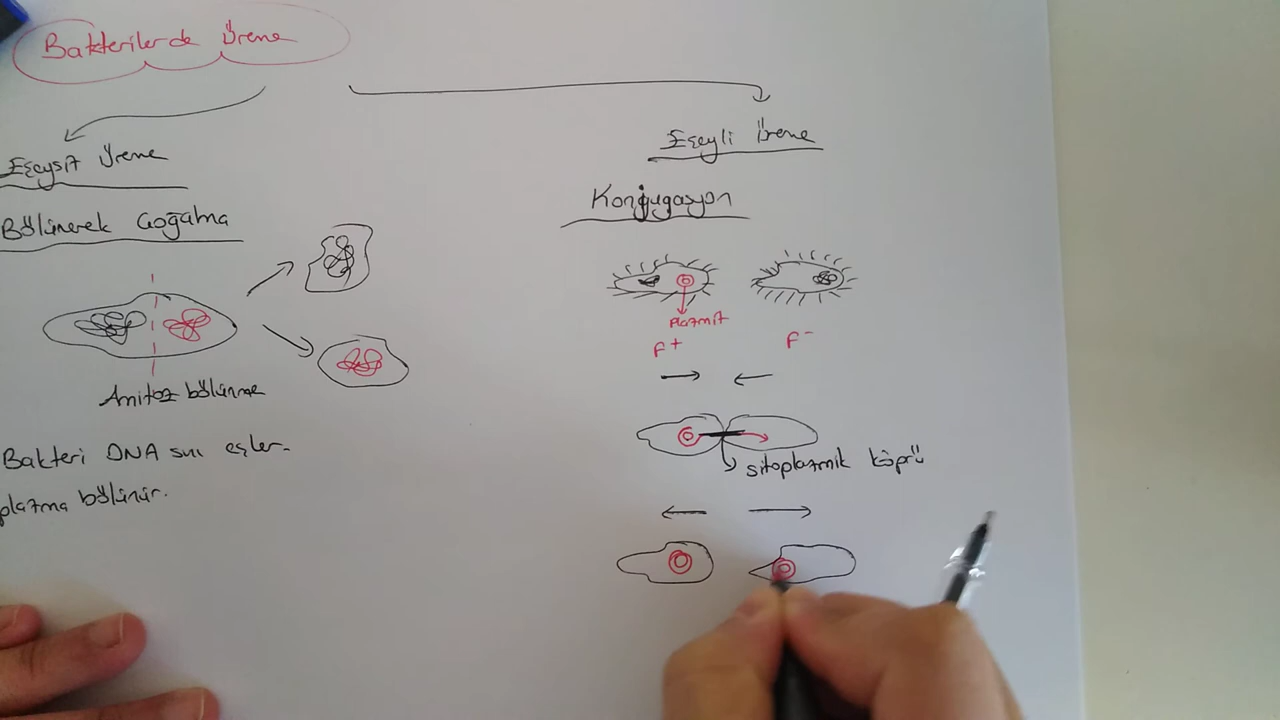 Bakterilerde Üreme
Eşeysiz Üreme
Bölünerek Çoğalma
Amitoz bölünme
Bakteri DNA sını eşler.
plazma bölünür.
Eşeyli Üreme
Konjugasyon
Plazmit
F+
F-
sitoplazmik köprü